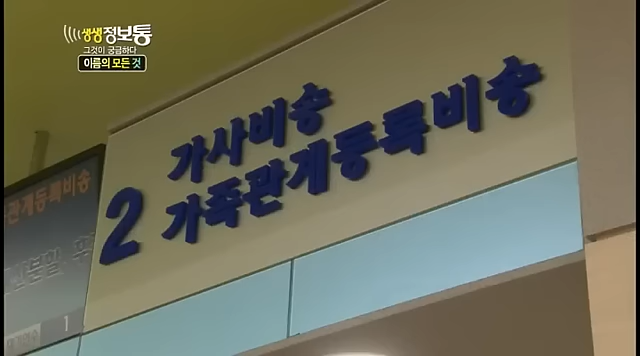 생생정보통
그것이 궁금하다
이름의 모든 것
2
가사비송
가족관계등록비송
관계등록비송
1